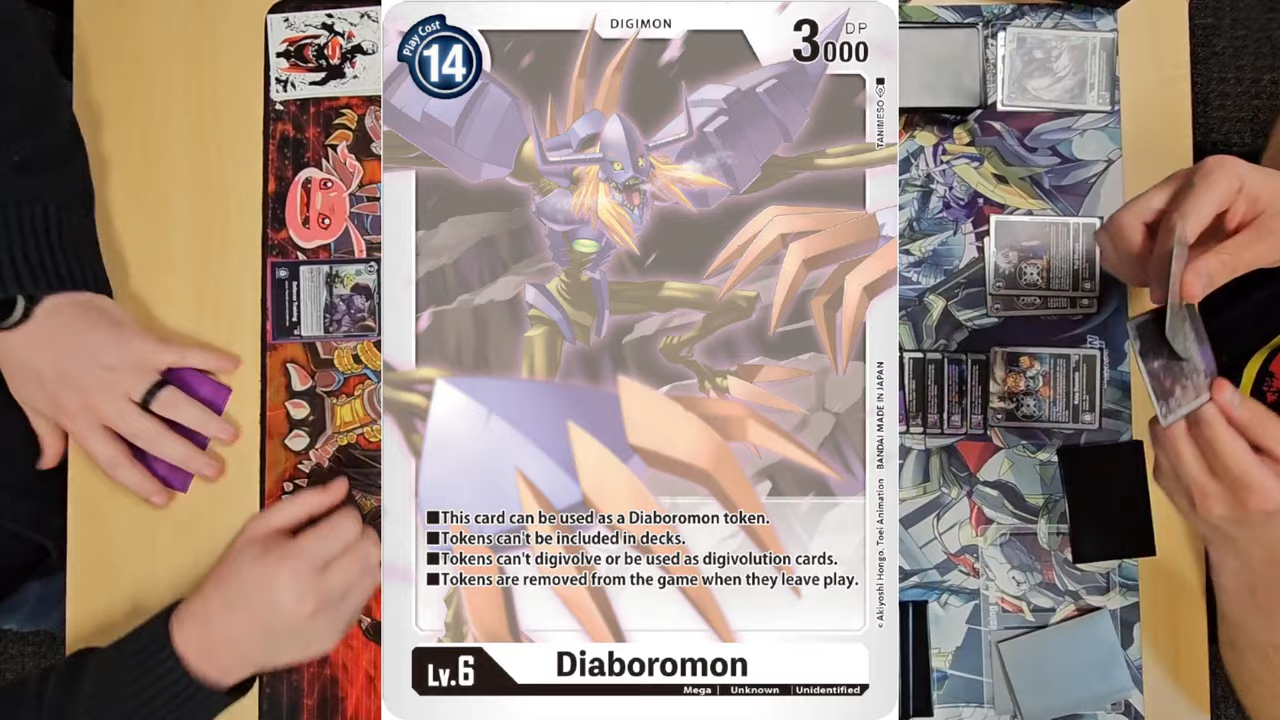 Play Cost
14
DIGIMON
3000
DP
TANIMESO
■This card can be used as a Diaboromon token.
■Tokens can't be included in decks.
■Tokens can't digivolve or be used as digivolution cards.
■Tokens are removed from the game when they leave play.
©Akiyoshi Hongo, Toei Animation BANDAI MADE IN JAPAN
Lv.6
Diaboromon
Mega | Unknown | Unidentified